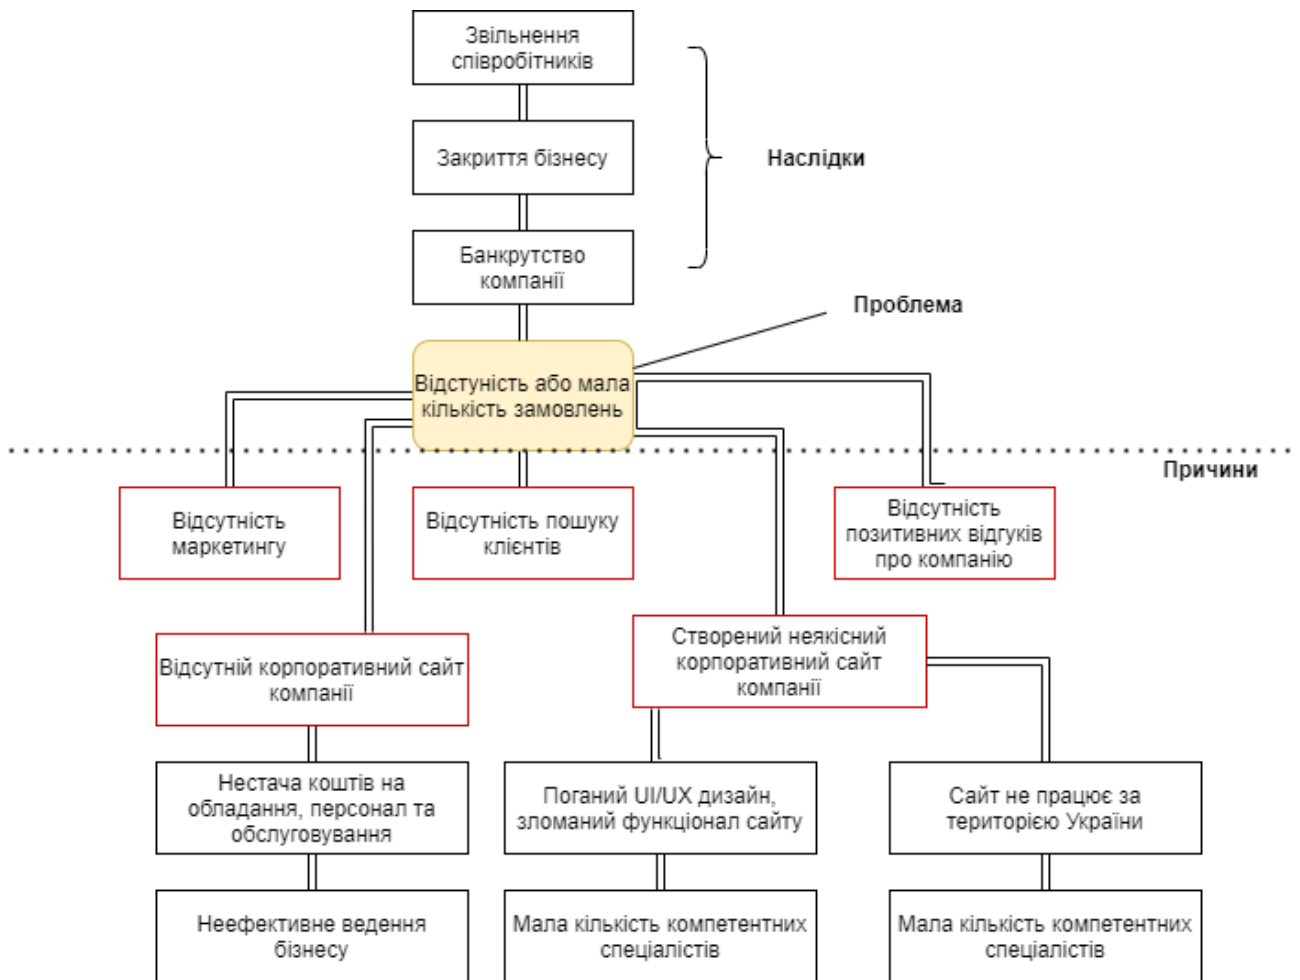 Звільнення
співробітників
Закриття бізнесу
Наслідки
Банкрутство
компанії
Проблема
Відстуність або мала
кількість замовлень
Причини
Відсутність
маркетингу
Відсутність пошуку
клієнтів
Відсутність
позитивних відгуків
про компанію
Відсутній корпоративний сайт
компанії
Створений неякісний
корпоративний сайт
компанії
Нестача коштів на
обладання, персонал та
обслуговування
Поганий UI/UX дизайн,
зломаний функціонал сайту
Сайт не працює за
територією України
Неефективне ведення
бізнесу
Мала кількість компетентних
спеціалістів
Мала кількість компетентних
спеціалістів